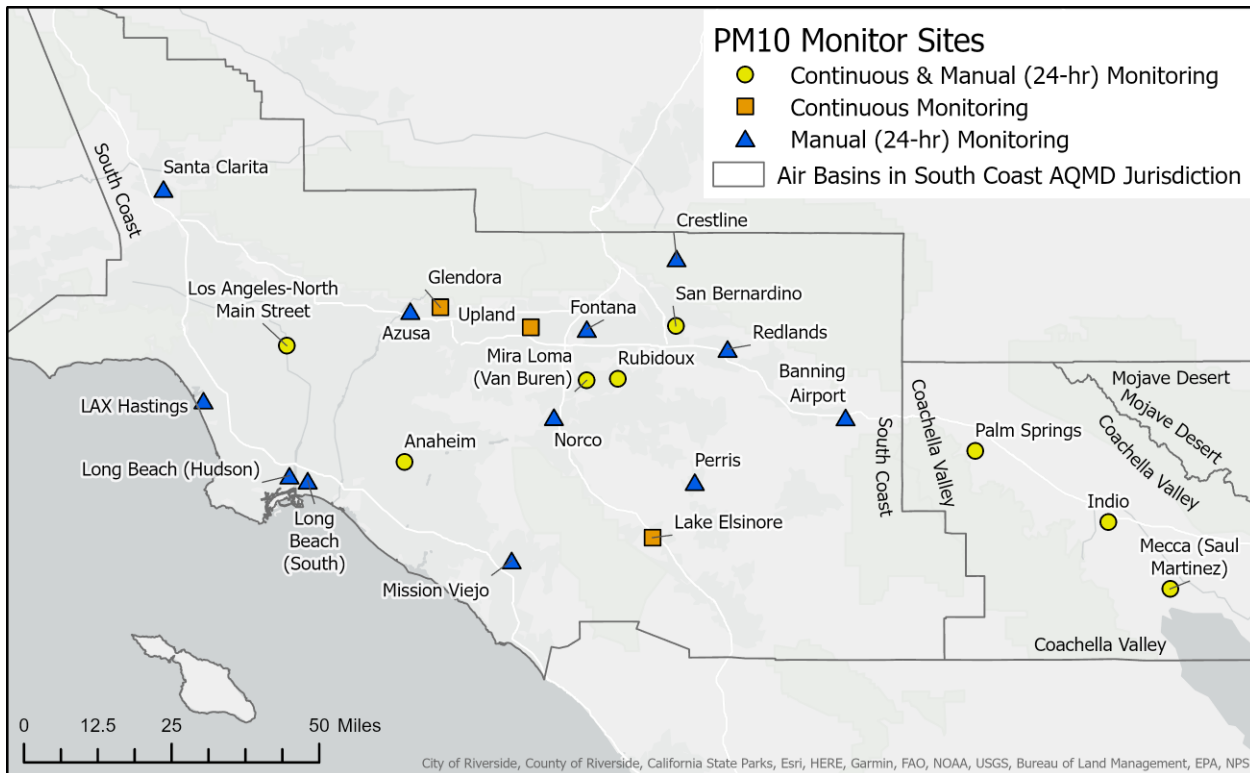 PM10 Monitor Sites
Continuous & Manual (24-hr) Monitoring
Continuous Monitoring
Manual (24-hr) Monitoring
Air Basins in South Coast AQMD Jurisdiction
South Coast
Santa Clarita
Crestline
Los Angeles-North
Main Street
Glendora
Azusa
Upland
Fontana
San Bernardino
Redlands
Mira Loma
(Van Buren)
Rubidoux
Banning
Airport
LAX Hastings
Norco
Anaheim
Long Beach (Hudson)
Long
Beach
(South)
Perris
Lake Elsinore
Mission Viejo
South Coast
Coachella Valley
Mojave Desert
Mojave Desert
Coachella Valley
Palm Springs
Indio
Mecca (Saul
Martinez)
Coachella Valley
0 12.5 25 50 Miles
City of Riverside, County of Riverside, California State Parks, Esri, HERE, Garmin, FAO, NOAA, USGS, Bureau of Land Management, EPA, NPS